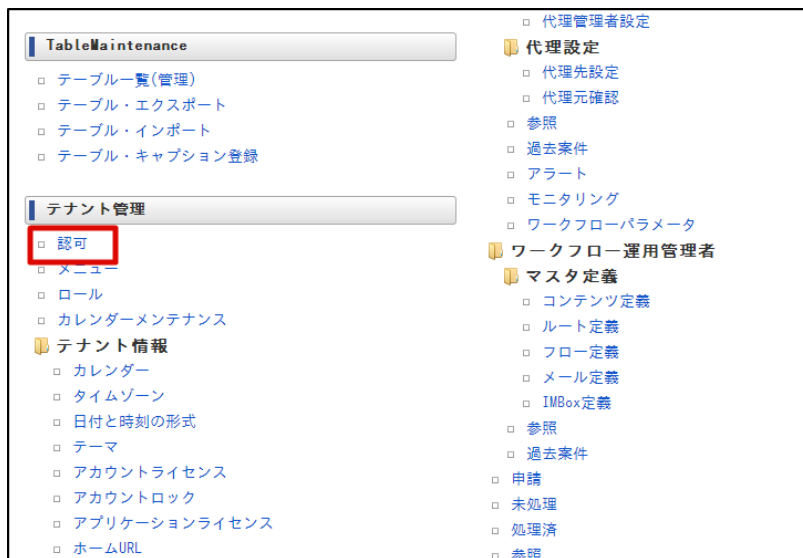 TableMaintenance
テーブル一覧(管理)
テーブル・エクスポート
テーブル・インポート
テーブル・キャプション登録
テナント管理
認可
メニュー
ロール
カレンダーメンテナンス
テナント情報
カレンダー
タイムゾーン
日付と時刻の形式
テーマ
アカウントライセンス
アカウントロック
アプリケーションライセンス
ホームURL
代理管理者設定
代理設定
代理先設定
代理元確認
参照
過去案件
アラート
モニタリング
ワークフローパラメータ
ワークフロー運用管理者
マスタ定義
コンテンツ定義
ルート定義
フロー定義
メール定義
IMBox定義
参照
過去案件
申請
未処理
処理済
参照